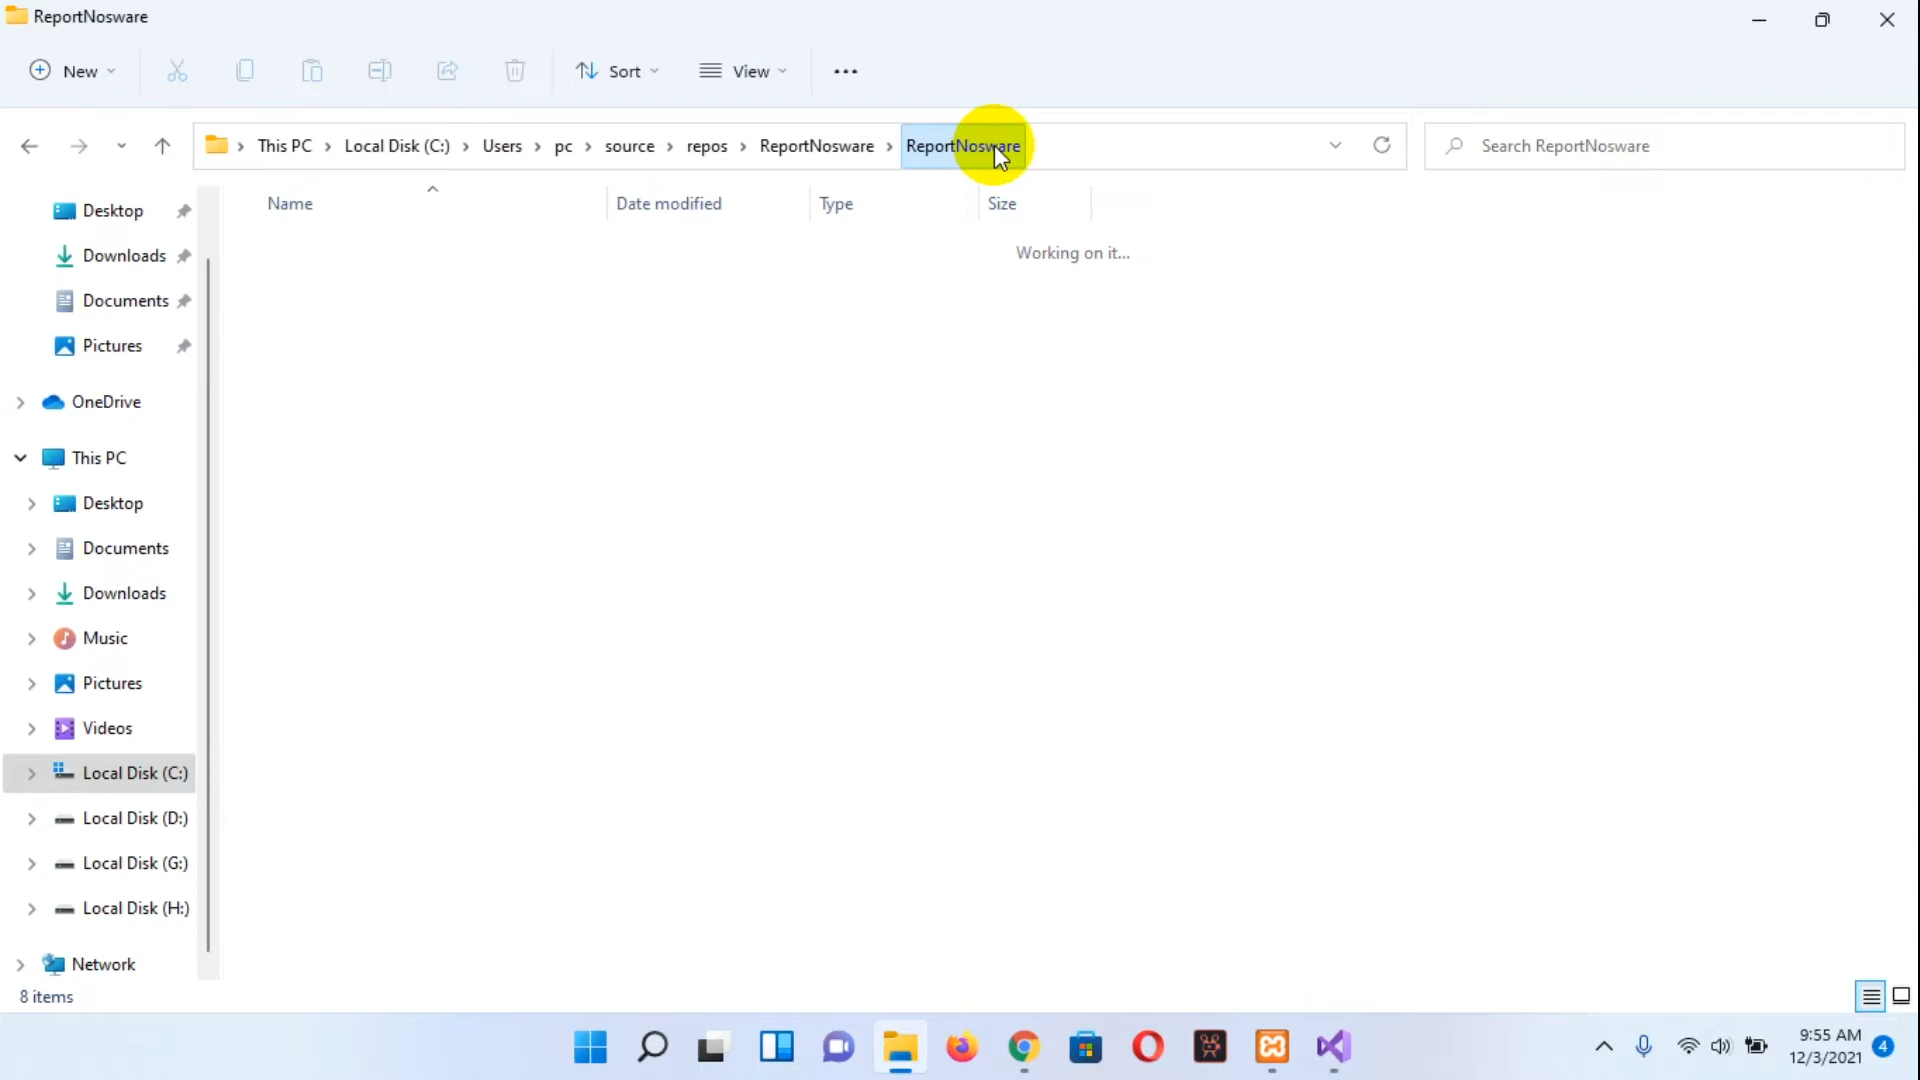 ReportNosware
New
Sort
View
This PC
Local Disk (C:)
Users
pc
source
repos
ReportNosware
ReportNosware
Search ReportNosware
Name
Date modified
Type
Size
Working on it...
Desktop
Downloads
Documents
Pictures
OneDrive
This PC
Desktop
Documents
Downloads
Music
Pictures
Videos
Local Disk (C:)
Local Disk (D:)
Local Disk (G:)
Local Disk (H:)
Network
8 items
9:55 AM
12/3/2021
4